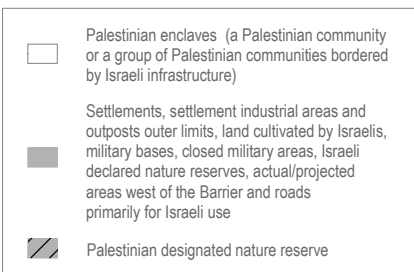 Palestinian enclaves (a Palestinian community
or a group of Palestinian communities bordered
by Israeli infrastructure)
Settlements, settlement industrial areas and
outposts outer limits, land cultivated by Israelis,
military bases, closed military areas, Israeli
declared nature reserves, actual/projected
areas west of the Barrier and roads
primarily for Israeli use
Palestinian designated nature reserve